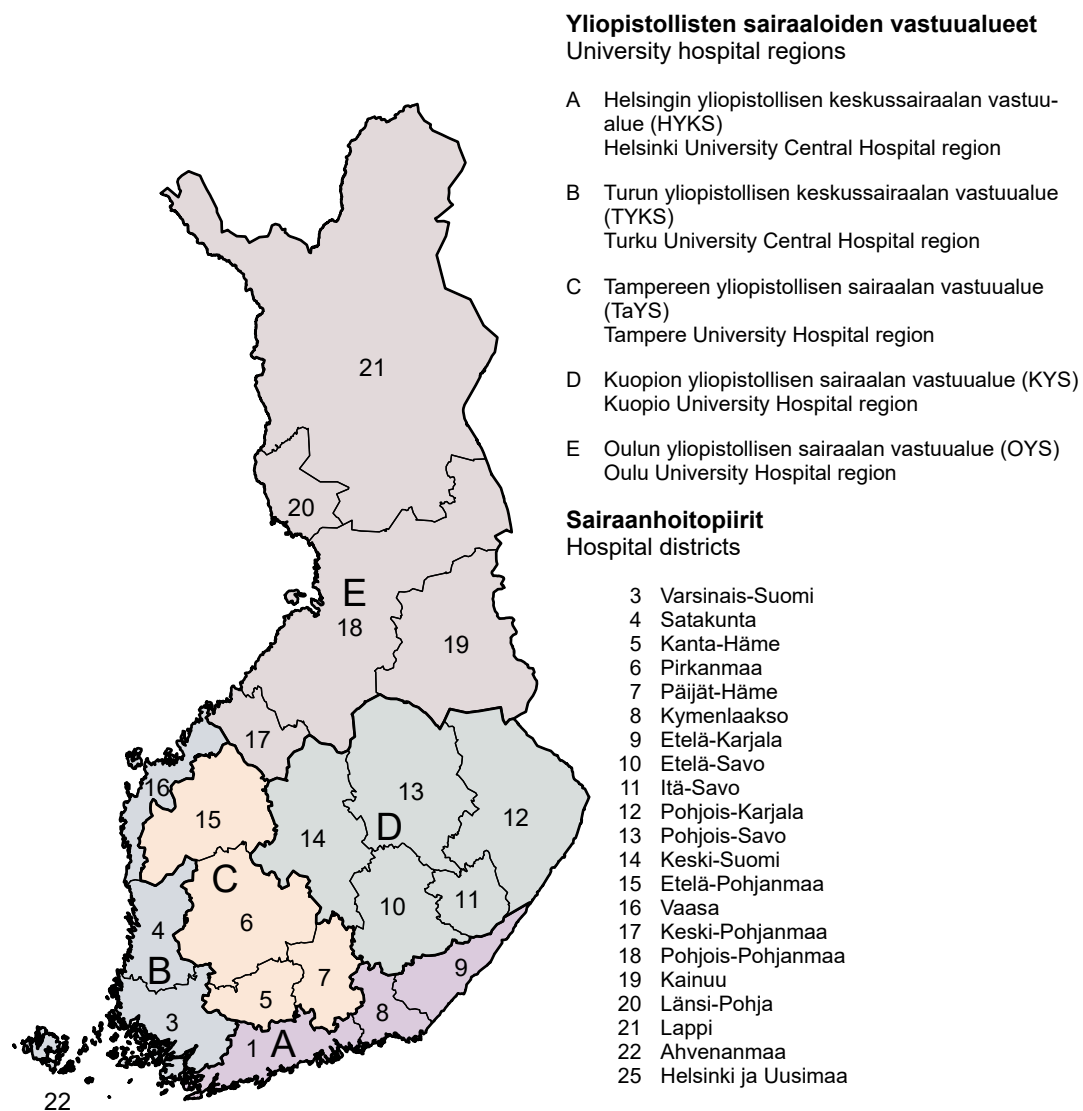 Yliopistollisten sairaaloiden vastuualueet
University hospital regions
A Helsingin yliopistollisen keskussairaalan vastuu-
alue (HYKS)
Helsinki University Central Hospital region
B Turun yliopistollisen keskussairaalan vastuualue
(TYKS)
Turku University Central Hospital region
C Tampereen yliopistollisen sairaalan vastuualue
(TaYS)
Tampere University Hospital region
D Kuopion yliopistollisen sairaalan vastuualue (KYS)
Kuopio University Hospital region
E Oulun yliopistollisen sairaalan vastuualue (OYS)
Oulu University Hospital region
Sairaanhoitopiirit
Hospital districts
3 Varsinais-Suomi
4 Satakunta
5 Kanta-Häme
6 Pirkanmaa
7 Päijät-Häme
8 Kymenlaakso
9 Etelä-Karjala
10 Etelä-Savo
11 Itä-Savo
12 Pohjois-Karjala
13 Pohjois-Savo
14 Keski-Suomi
15 Etelä-Pohjanmaa
16 Vaasa
17 Keski-Pohjanmaa
18 Pohjois-Pohjanmaa
19 Kainuu
20 Länsi-Pohja
21 Lappi
22 Ahvenanmaa
25 Helsinki ja Uusimaa
21
20
E
18
19
17
16
15
13
12
14
D
C
10
11
6
4
B
9
7
5
8
3
1
A
22